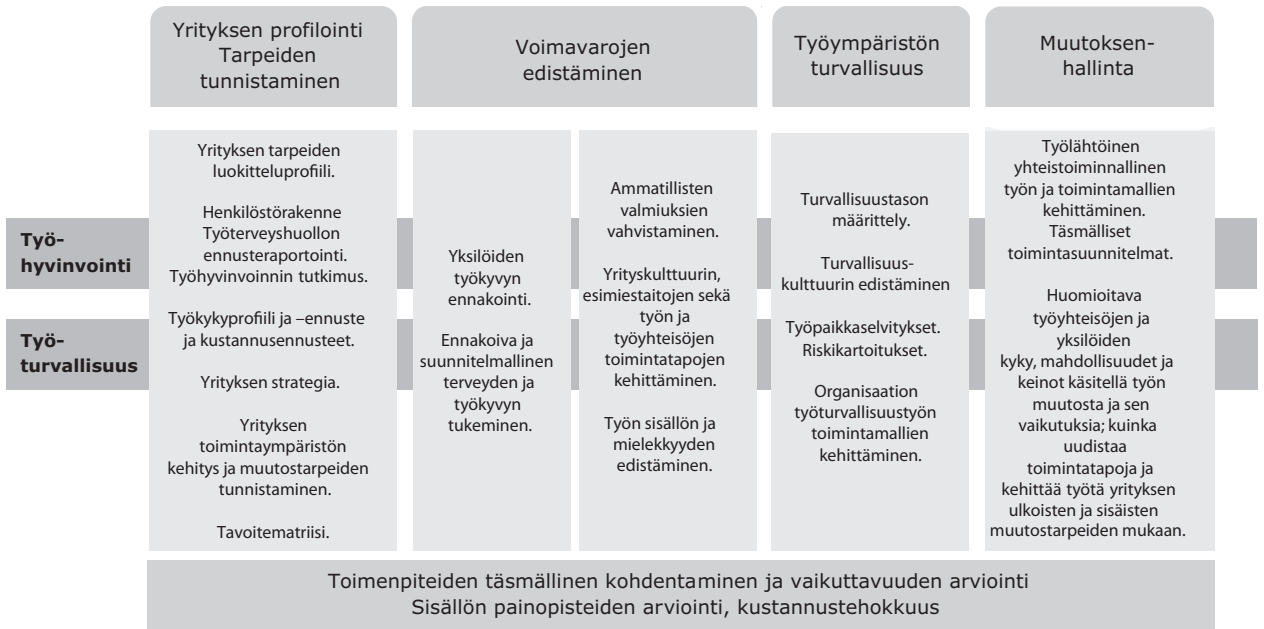 Yrityksen profilointi
Tarpeiden
tunnistaminen
Voimavarojen
edistäminen
Työympäristön
turvallisuus
Muutoksen-
hallinta
Työ-
hyvinvointi
Työ-
turvallisuus
Yrityksen tarpeiden
luokitteluprofiili.
Henkilöstörakenne
Työterveyshuollon
ennusteraportointi.
Työhyvinvoinnin tutkimus.
Työkykyprofiili ja –ennuste
ja kustannusennusteet.
Yrityksen strategia.
Yrityksen
toimintaympäristön
kehitys ja muutostarpeiden
tunnistaminen.
Tavoitematriisi.
Yksilöiden
työkyvyn
ennakointi.
Ennakoiva ja
suunnitelmallinen
terveyden ja
työkyvyn
tukeminen.
Ammatillisten
valmiuksien
vahvistaminen.
Yrityskulttuurin,
esimiestaitojen sekä
työn ja
työyhteisöjen
toimintatapojen
kehittäminen.
Työn sisällön ja
mielekkyyden
edistäminen.
Turvallisuustason
määrittely.
Turvallisuus-
kulttuurin edistäminen
Työpaikkaselvitykset.
Riskikartoitukset.
Organisaation
työturvallisuustyön
toimintamallien
kehittäminen.
Työlähtöinen
yhteistoiminnallinen
työn ja toimintamallien
kehittäminen.
Täsmälliset
toimintasuunnitelmat.
Huomioitava
työyhteisöjen ja
yksilöiden
kyky, mahdollisuudet ja
keinot käsitellä työn
muutosta ja sen
vaikutuksia; kuinka
uudistaa
toimintatapoja ja
kehittää työtä yrityksen
ulkoisten ja sisäisten
muutostarpeiden mukaan.
Toimenpiteiden täsmällinen kohdentaminen ja vaikuttavuuden arviointi
Sisällön painopisteiden arviointi, kustannustehokkuus